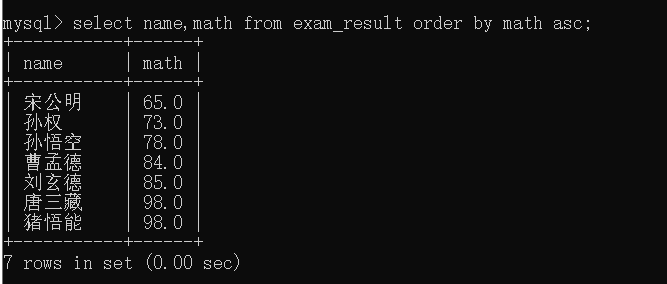 mysql> select name,math from exam_result order by math asc;
+-----------+------+
| name      | math |
+-----------+------+
| 宋公明    | 65.0 |
| 孙权      | 73.0 |
| 孙悟空    | 78.0 |
| 曹孟德    | 84.0 |
| 刘玄德    | 85.0 |
| 唐三藏    | 98.0 |
| 猪悟能    | 98.0 |
+-----------+------+
7 rows in set (0.00 sec)